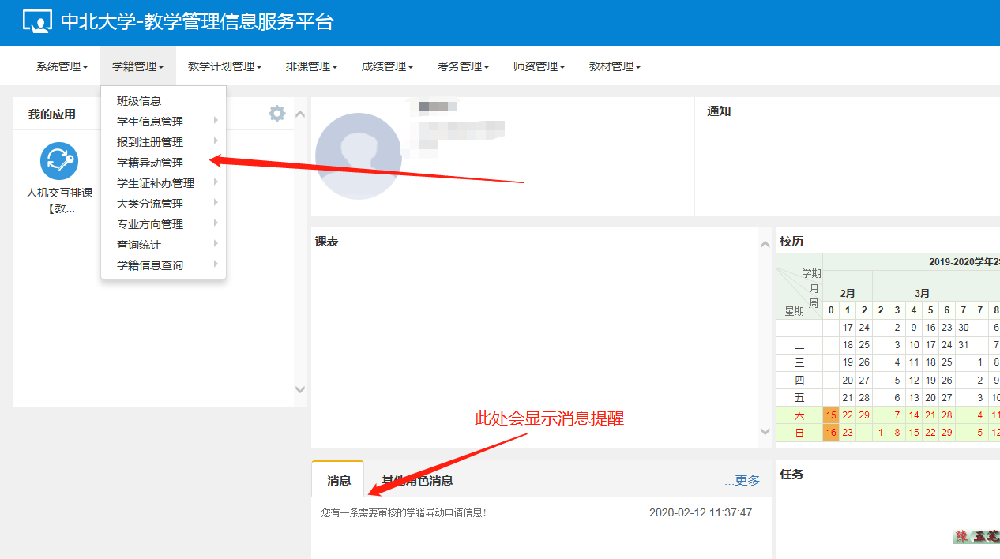 中北大学-教学管理信息服务平台
系统管理 学籍管理 教学计划管理 排课管理 成绩管理 考务管理 师资管理 教材管理
班级信息
学生信息管理
报到注册管理
学籍异动管理
学生证补办管理
大类分流管理
专业方向管理
查询统计
学籍信息查询
我的应用
人机交互排课
【教...
通知
课表
校历
2019-2020学年2
学期
月
周
星期
2月 3月
0 1 2 2 3 4 5 6 7 7 8
一 17 24 2 9 16 23 30 6
二 18 25 3 10 17 24 31 7
三 19 26 4 11 18 25 1 8
四 20 27 5 12 19 26 2 9
五 21 28 6 13 20 27 3 10
六 15 22 29 7 14 21 28 4 11
日 16 23 1 8 15 22 29 5 12
此处会显示消息提醒
消息 其他角色消息 ...更多
您有一条需要审核的学籍异动申请信息! 2020-02-12 11:37:47
任务
陳 五笔